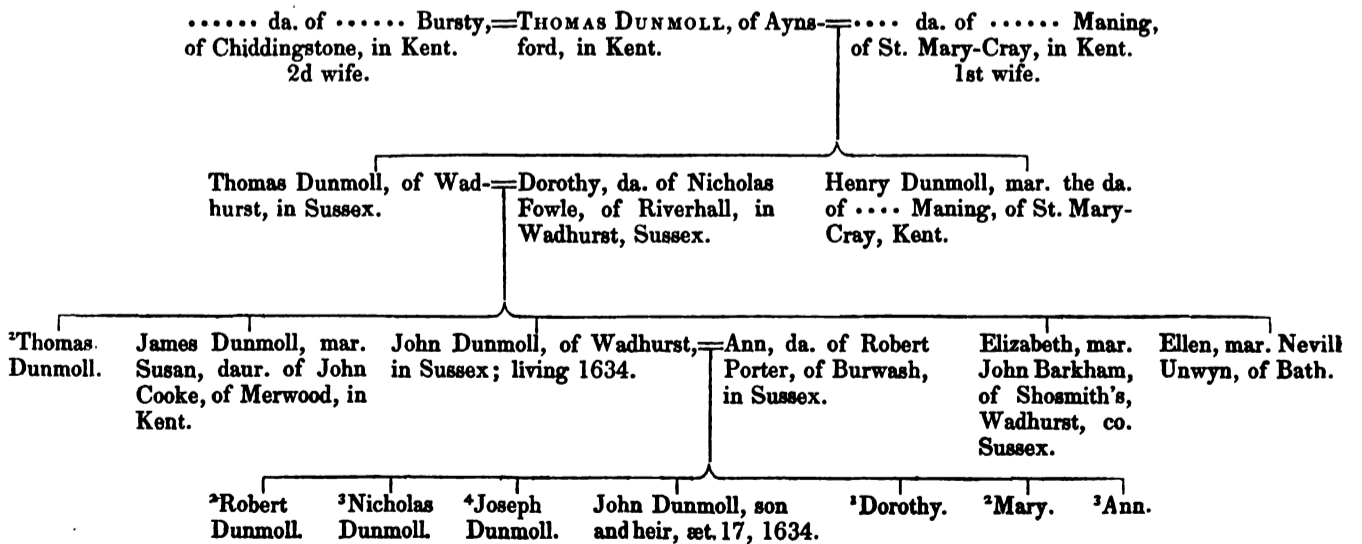 ...... da. of ...... Bursty,=THOMAS DUNMOLL, of Ayns-=.... da. of ...... Maning,
of Chiddingstone, in Kent. ford, in Kent. of St. Mary-Cray, in Kent.
2d wife. 1st wife.
Thomas Dunmoll, of Wad-=Dorothy, da. of Nicholas Henry Dunmoll, mar. the da.
hurst, in Sussex. Fowle, of Riverhall, in of .... Maning, of St. Mary-
Wadhurst, Sussex. Cray, Kent.
²Thomas Dunmoll.
James Dunmoll, mar.
Susan, daur. of John
Cooke, of Merwood, in
Kent.
John Dunmoll, of Wadhurst,=
in Sussex; living 1634.
Ann, da. of Robert
Porter, of Burwash,
in Sussex.
Elizabeth, mar.
John Barkham,
of Shosmith's,
Wadhurst, co.
Sussex.
Ellen, mar. Nevill
Unwyn, of Bath.
²Robert
Dunmoll.
³Nicholas
Dunmoll.
⁴Joseph
Dunmoll.
John Dunmoll, son
and heir, æt. 17, 1634.
¹Dorothy.
²Mary.
³Ann.